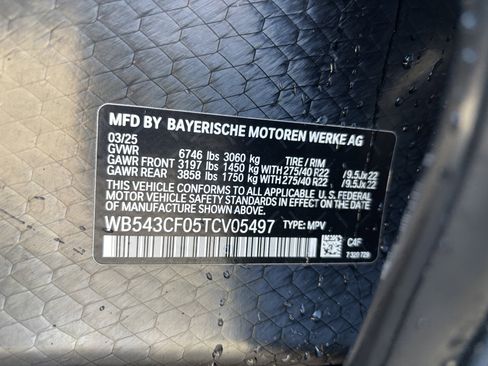 MFD BY BAYERISCHE MOTOREN WERKE AG
03/25
GVWR 6746 lbs 3060 kg TIRE / RIM
GAWR FRONT 3197 lbs 1450 kg WITH 275/40 R22 / 9.5Jx22
GAWR REAR 3858 lbs 1750 kg WITH 275/40 R22 / 9.5Jx22
THIS VEHICLE CONFORMS TO ALL APPLICABLE U. S. FEDERAL
MOTOR VEHICLE SAFETY STANDARDS IN EFFECT ON THE DATE
OF MANUFACTURE SHOWN ABOVE.
WB543CF05TCV05497 TYPE: MPV
C4F
7 320 729